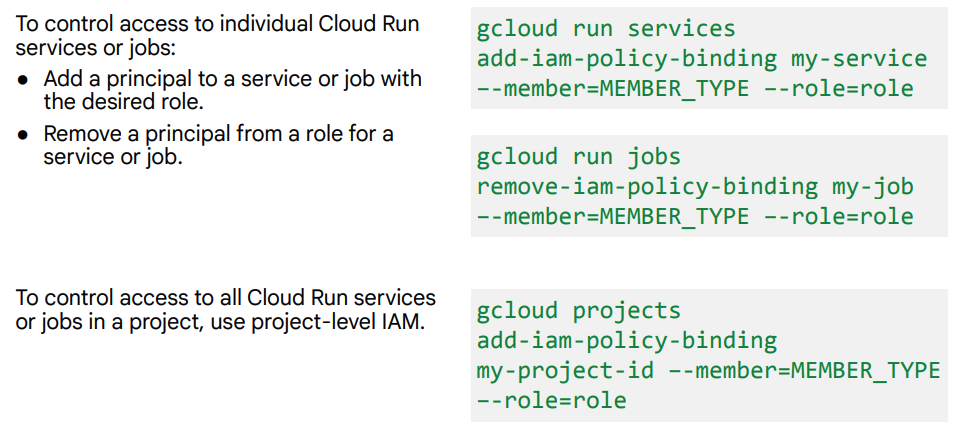 To control access to individual Cloud Run
services or jobs:
● Add a principal to a service or job with
the desired role.
● Remove a principal from a role for a
service or job.
gcloud run services
add-iam-policy-binding my-service
--member=MEMBER_TYPE --role=role
gcloud run jobs
remove-iam-policy-binding my-job
--member=MEMBER_TYPE --role=role
To control access to all Cloud Run services
or jobs in a project, use project-level IAM.
gcloud projects
add-iam-policy-binding
my-project-id --member=MEMBER_TYPE
--role=role